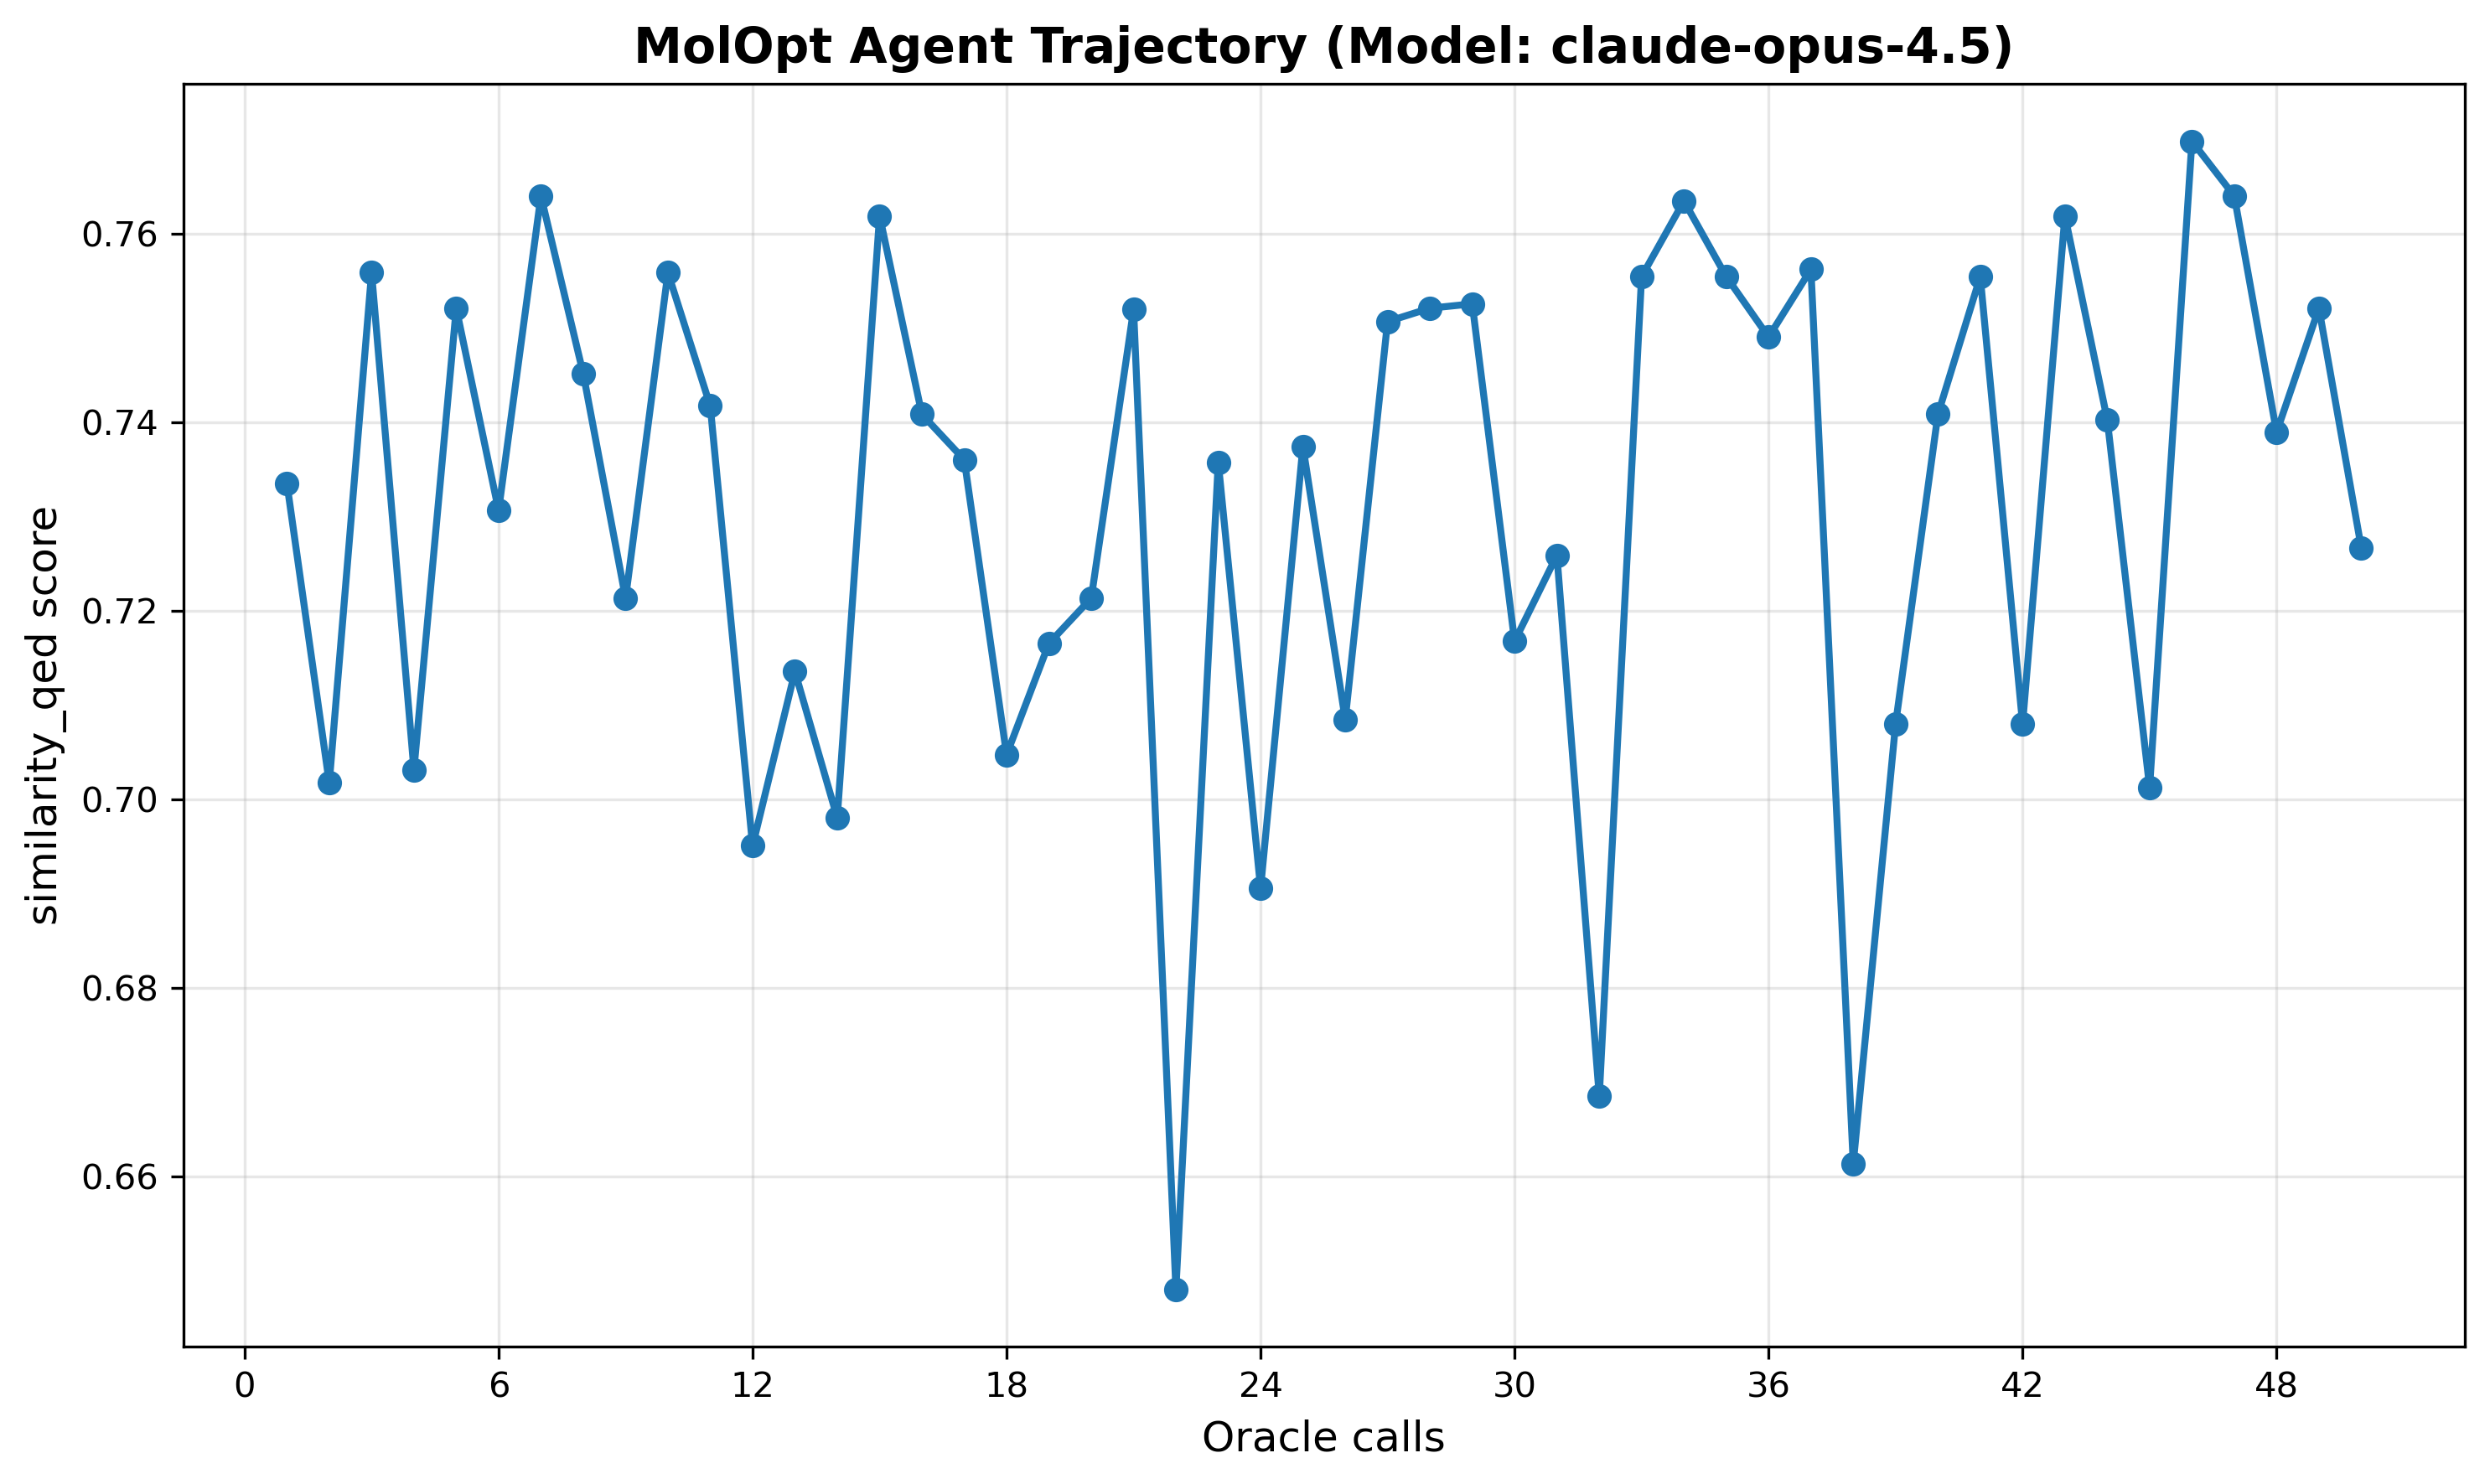 MolOpt Agent Trajectory (Model: claude-opus-4.5)
similarity_qed score
0.76
0.74
0.72
0.70
0.68
0.66
0 6 12 18 24 30 36 42 48
Oracle calls